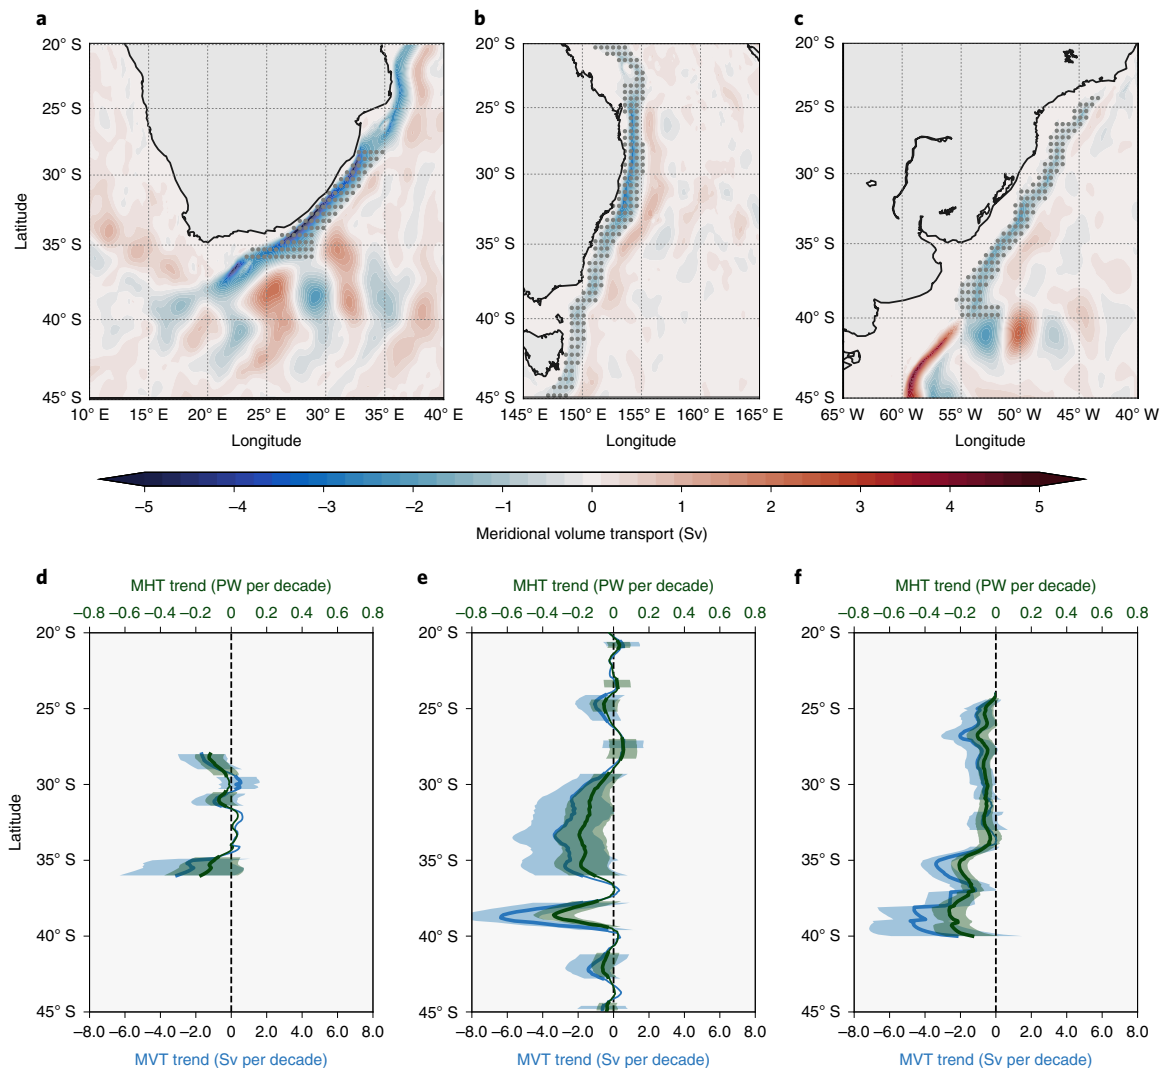 a
b
c
20° S
25° S
30° S
35° S
40° S
45° S
Latitude
10° E 15° E 20° E 25° E 30° E 35° E 40° E
Longitude
20° S
25° S
30° S
35° S
40° S
45° S
145° E 150° E 155° E 160° E 165° E
Longitude
20° S
25° S
30° S
35° S
40° S
45° S
65° W 60° W 55° W 50° W 45° W 40° W
Longitude
–5 –4 –3 –2 –1 0 1 2 3 4 5
Meridional volume transport (Sv)
d
MHT trend (PW per decade)
–0.8 –0.6 –0.4 –0.2 0 0.2 0.4 0.6 0.8
20° S
25° S
30° S
35° S
40° S
45° S
Latitude
–8.0 –6.0 –4.0 –2.0 0 2.0 4.0 6.0 8.0
MVT trend (Sv per decade)
e
MHT trend (PW per decade)
–0.8 –0.6 –0.4 –0.2 0 0.2 0.4 0.6 0.8
20° S
25° S
30° S
35° S
40° S
45° S
–8.0 –6.0 –4.0 –2.0 0 2.0 4.0 6.0 8.0
MVT trend (Sv per decade)
f
MHT trend (PW per decade)
–0.8 –0.6 –0.4 –0.2 0 0.2 0.4 0.6 0.8
20° S
25° S
30° S
35° S
40° S
45° S
–8.0 –6.0 –4.0 –2.0 0 2.0 4.0 6.0 8.0
MVT trend (Sv per decade)